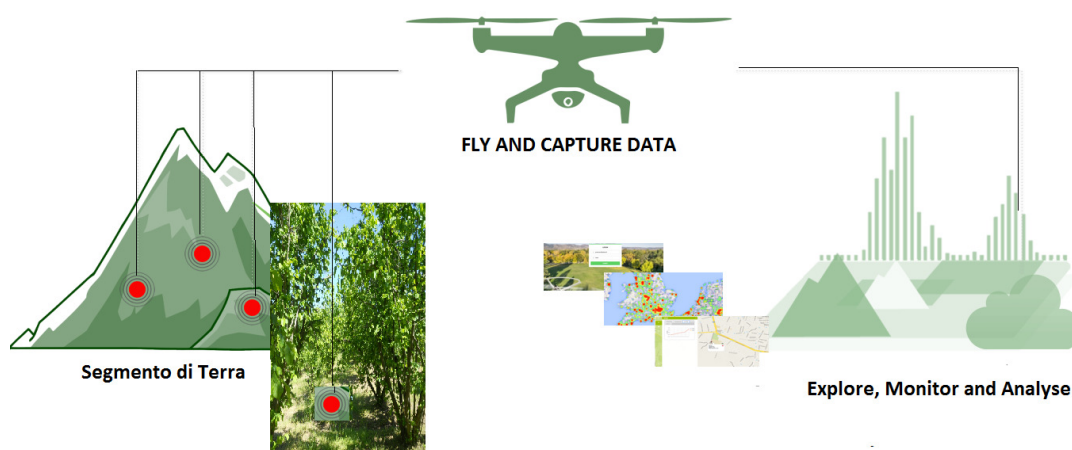 FLY AND CAPTURE DATA
Segmento di Terra
Explore, Monitor and Analyse